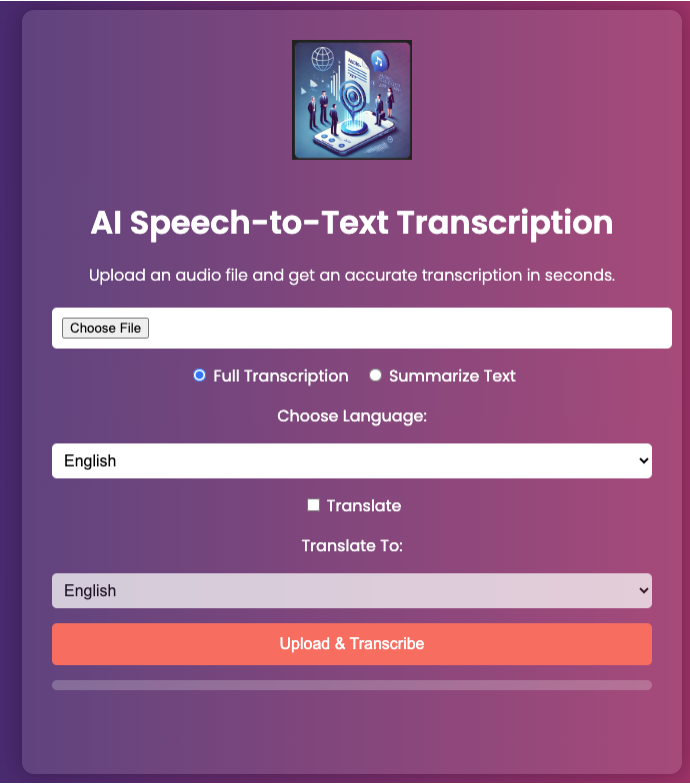 AI Speech-to-Text Transcription
Upload an audio file and get an accurate transcription in seconds.
Choose File
Full Transcription Summarize Text
Choose Language:
English
Translate
Translate To:
English
Upload & Transcribe